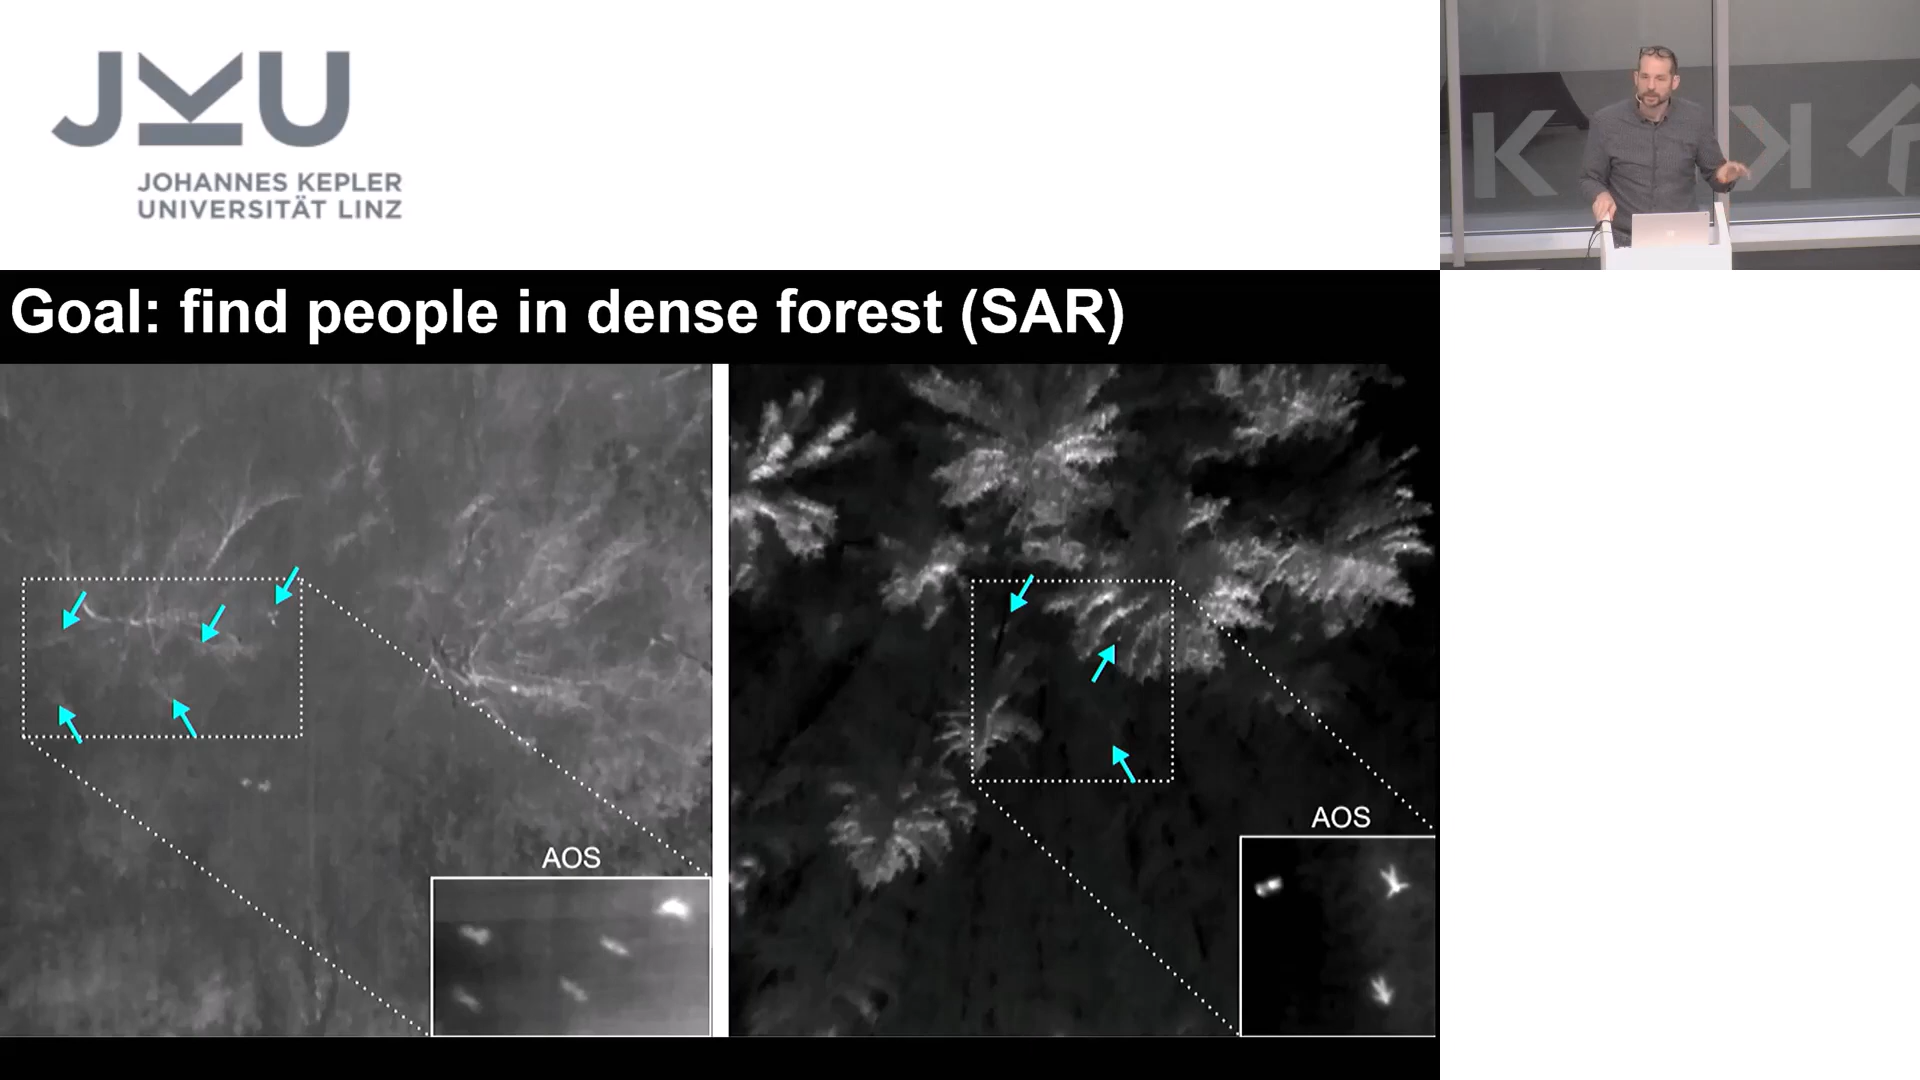 JKU
JOHANNES KEPLER
UNIVERSITÄT LINZ
Goal: find people in dense forest (SAR)
AOS
AOS
K